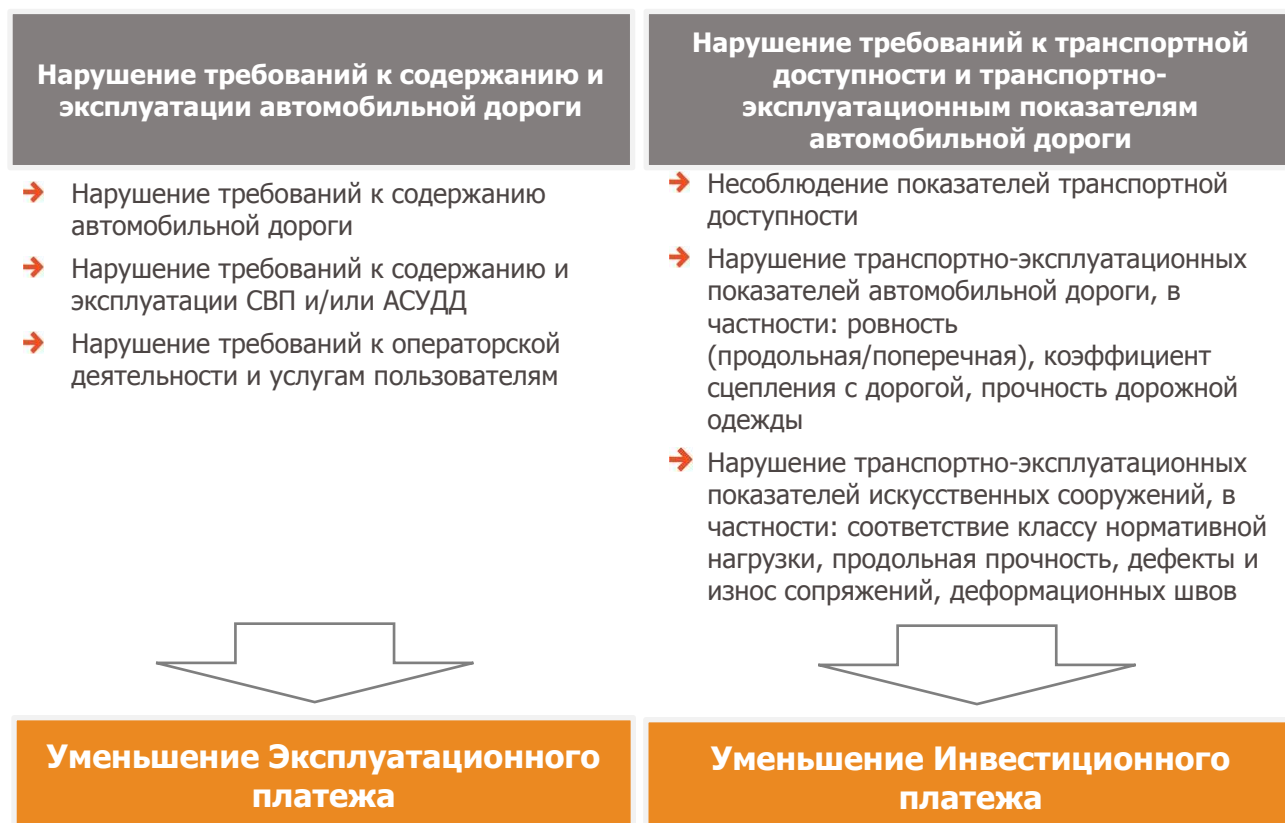 Нарушение требований к содержанию и
эксплуатации автомобильной дороги
Нарушение требований к содержанию
автомобильной дороги
Нарушение требований к содержанию и
эксплуатации СВП и/или АСУДД
Нарушение требований к операторской
деятельности и услугам пользователям
Уменьшение Эксплуатационного
платежа
Нарушение требований к транспортной
доступности и транспортно-
эксплуатационным показателям
автомобильной дороги
Несоблюдение показателей транспортной
доступности
Нарушение транспортно-эксплуатационных
показателей автомобильной дороги, в
частности: ровность
(продольная/поперечная), коэффициент
сцепления с дорогой, прочность дорожной
одежды
Нарушение транспортно-эксплуатационных
показателей искусственных сооружений, в
частности: соответствие классу нормативной
нагрузки, продольная прочность, дефекты и
износ сопряжений, деформационных швов
Уменьшение Инвестиционного
платежа